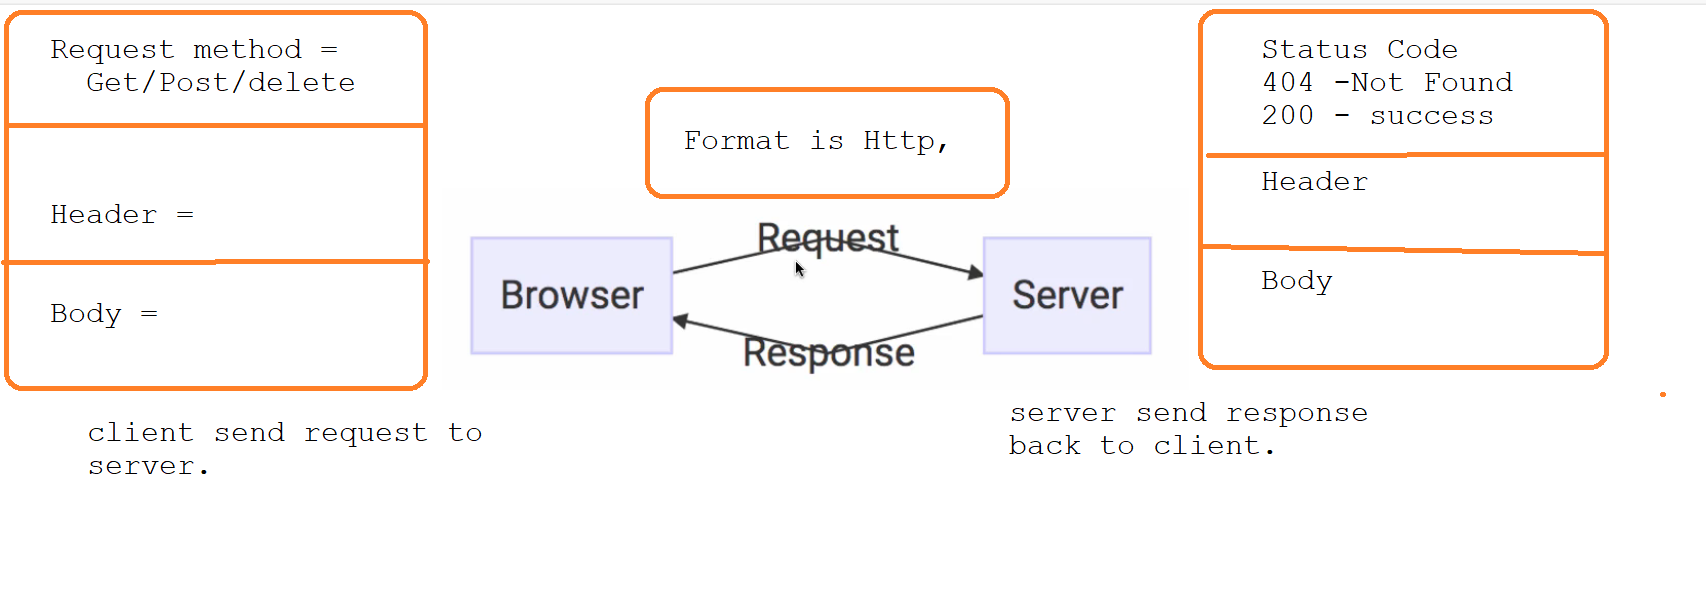 Request method =
Get/Post/delete
Header =
Body =
client send request to
server.
Format is Http,
Request
Browser
Server
Response
Status Code
404 -Not Found
200 - success
Header
Body
server send response
back to client.